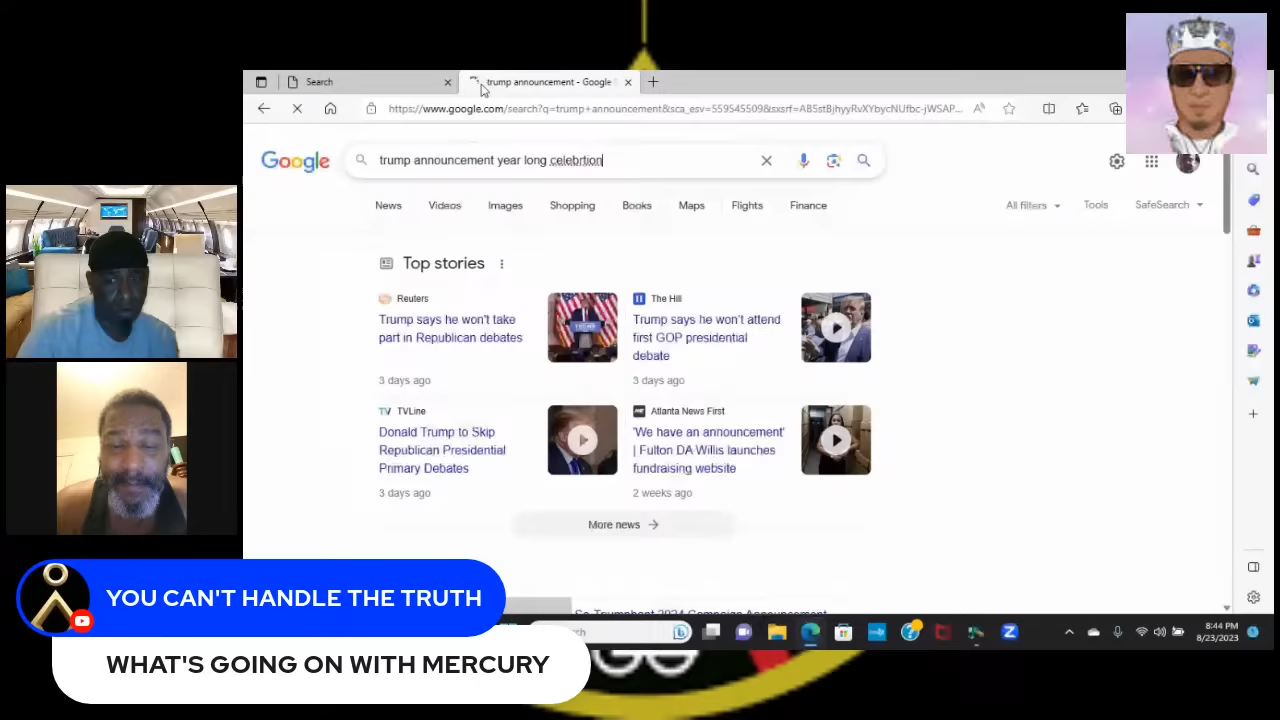 Search
trump announcement - Google S
https://www.google.com/search?q=trump+announcement&sca_esv=559545509&sxsrf=AB5stBjhyyRvXYbycNUfbc-jWSAP...
Google
trump announcement year long celebrtion
News Videos Images Shopping Books Maps Flights Finance All filters Tools SafeSearch
Top stories
Reuters
Trump says he won't take
part in Republican debates
3 days ago
The Hill
Trump says he won't attend
first GOP presidential
debate
3 days ago
TVLine
Donald Trump to Skip
Republican Presidential
Primary Debates
3 days ago
Atlanta News First
'We have an announcement'
| Fulton DA Willis launches
fundraising website
2 weeks ago
More news
2024 Campaign Announcement
8:44 PM
8/23/2023
YOU CAN'T HANDLE THE TRUTH
WHAT'S GOING ON WITH MERCURY